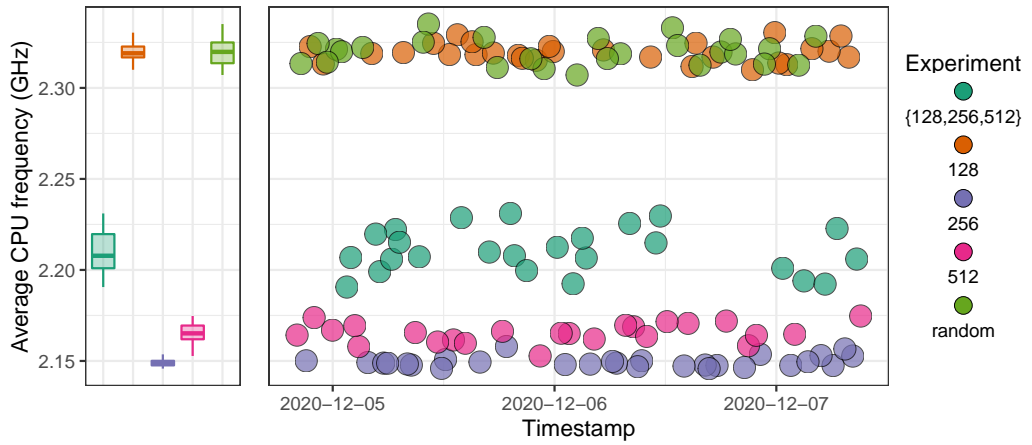 Average CPU frequency (GHz)
2.30
2.25
2.20
2.15
2020−12−05
2020−12−06
2020−12−07
Timestamp
Experiment
{128,256,512}
128
256
512
random